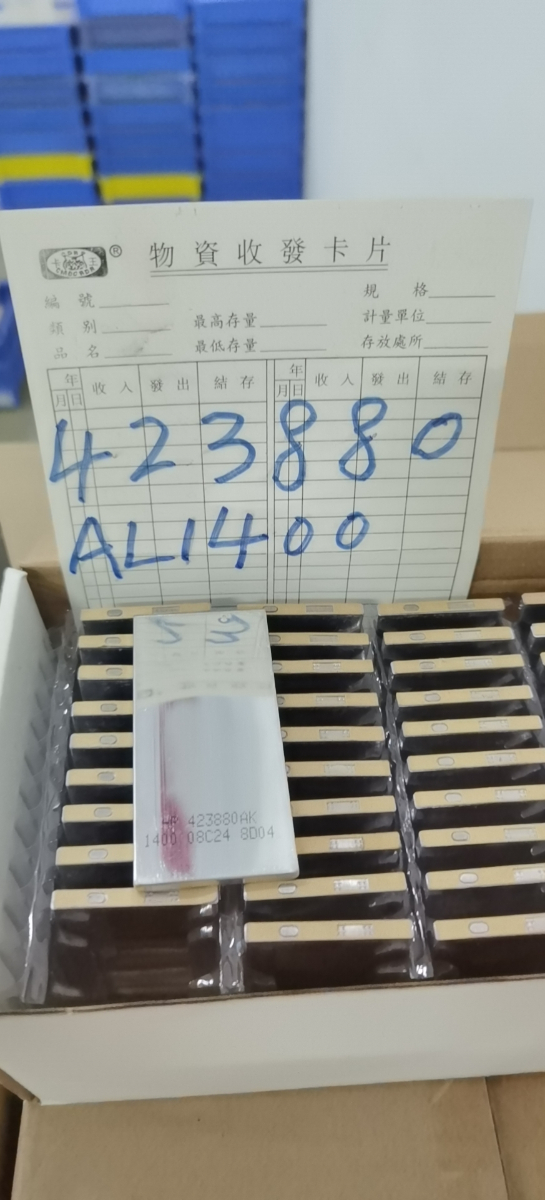 物資收發卡片
®
編號
規格
類別
最高存量
計量單位
品名
最低存量
存放處所
年 月 日 收入 發出 結存 年 月 日 收入 發出 結存
423880
AL1400
423880AK
1400 08C24 8D04